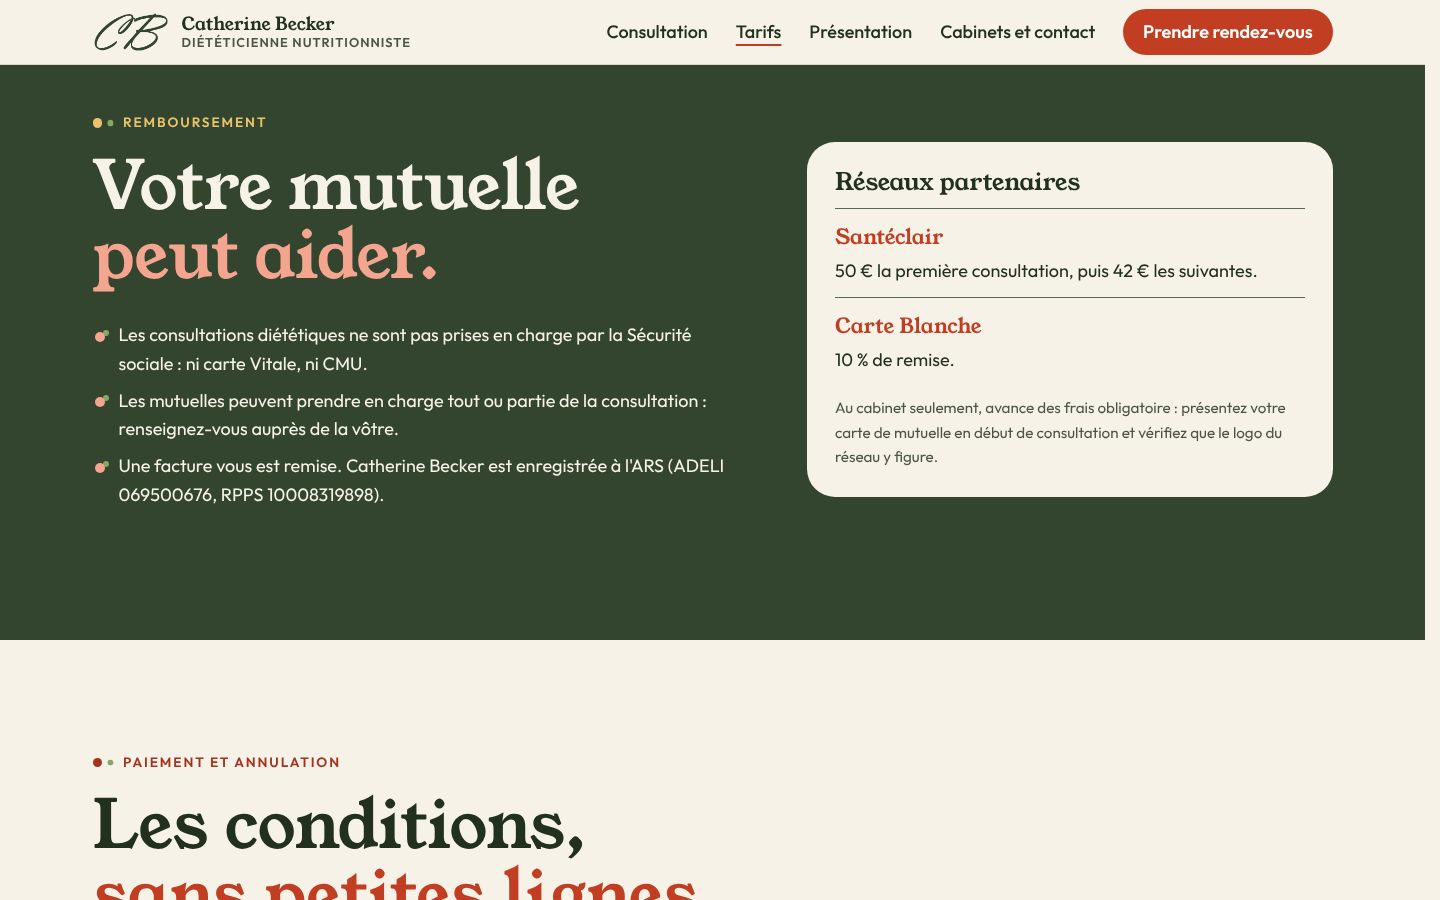 CB
Catherine Becker
DIÉTÉTICIENNE NUTRITIONNISTE
Consultation
Tarifs
Présentation
Cabinets et contact
Prendre rendez-vous
REMBOURSEMENT
Votre mutuelle
peut aider.
Les consultations diététiques ne sont pas prises en charge par la Sécurité
sociale : ni carte Vitale, ni CMU.
Les mutuelles peuvent prendre en charge tout ou partie de la consultation :
renseignez-vous auprès de la vôtre.
Une facture vous est remise. Catherine Becker est enregistrée à l'ARS (ADELI
069500676, RPPS 10008319898).
Réseaux partenaires
Santéclair
50 € la première consultation, puis 42 € les suivantes.
Carte Blanche
10 % de remise.
Au cabinet seulement, avance des frais obligatoire : présentez votre
carte de mutuelle en début de consultation et vérifiez que le logo du
réseau y figure.
PAIEMENT ET ANNULATION
Les conditions,
sans petites lignes